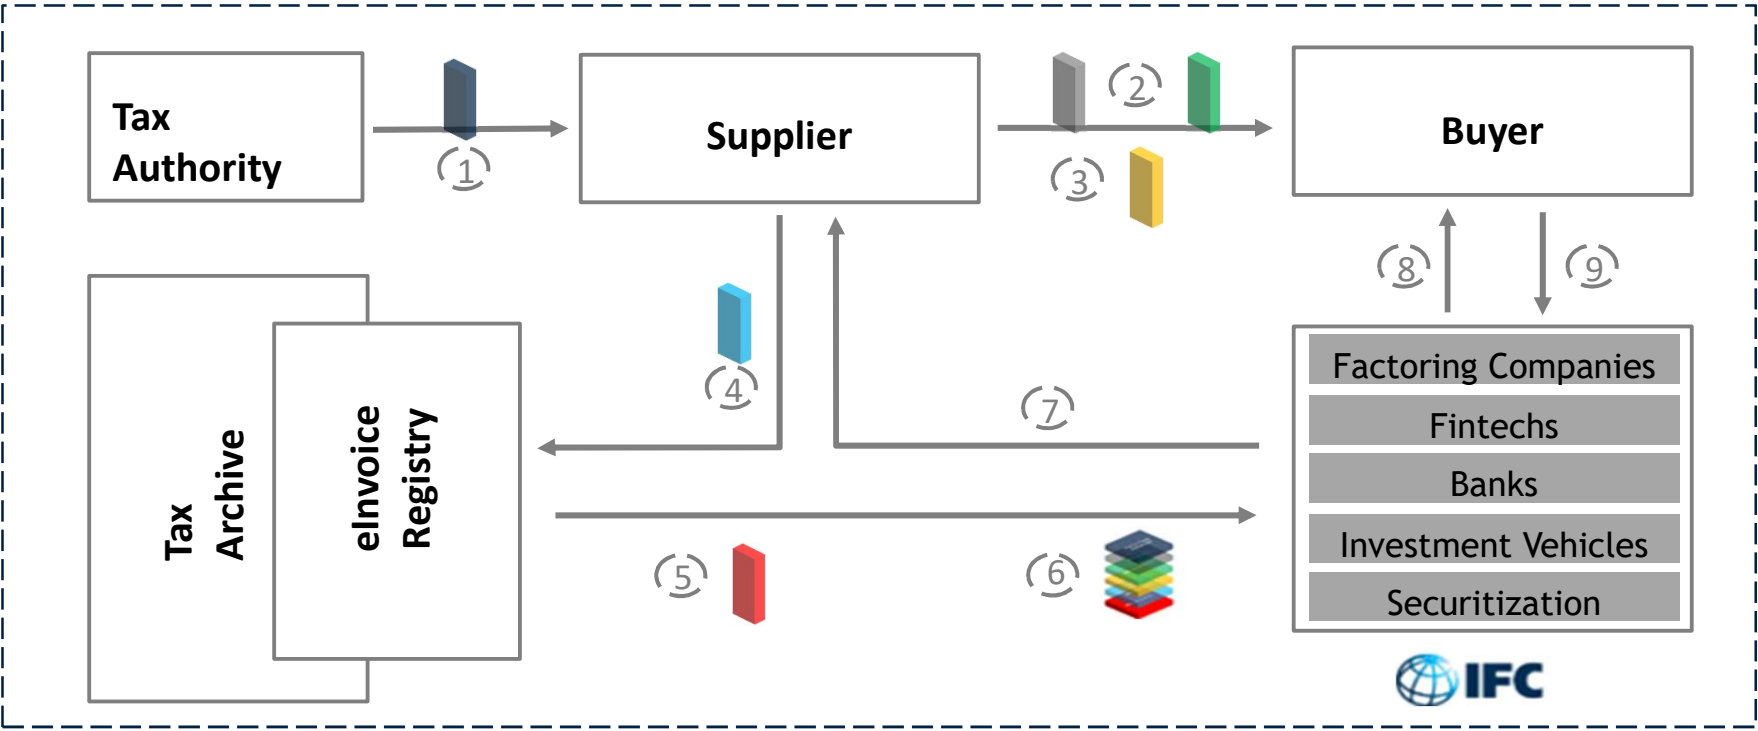 Tax
Authority
1
Supplier
2
3
Buyer
8
9
Tax
Archive
eInvoice
Registry
4
7
5
6
Factoring Companies
Fintechs
Banks
Investment Vehicles
Securitization
IFC